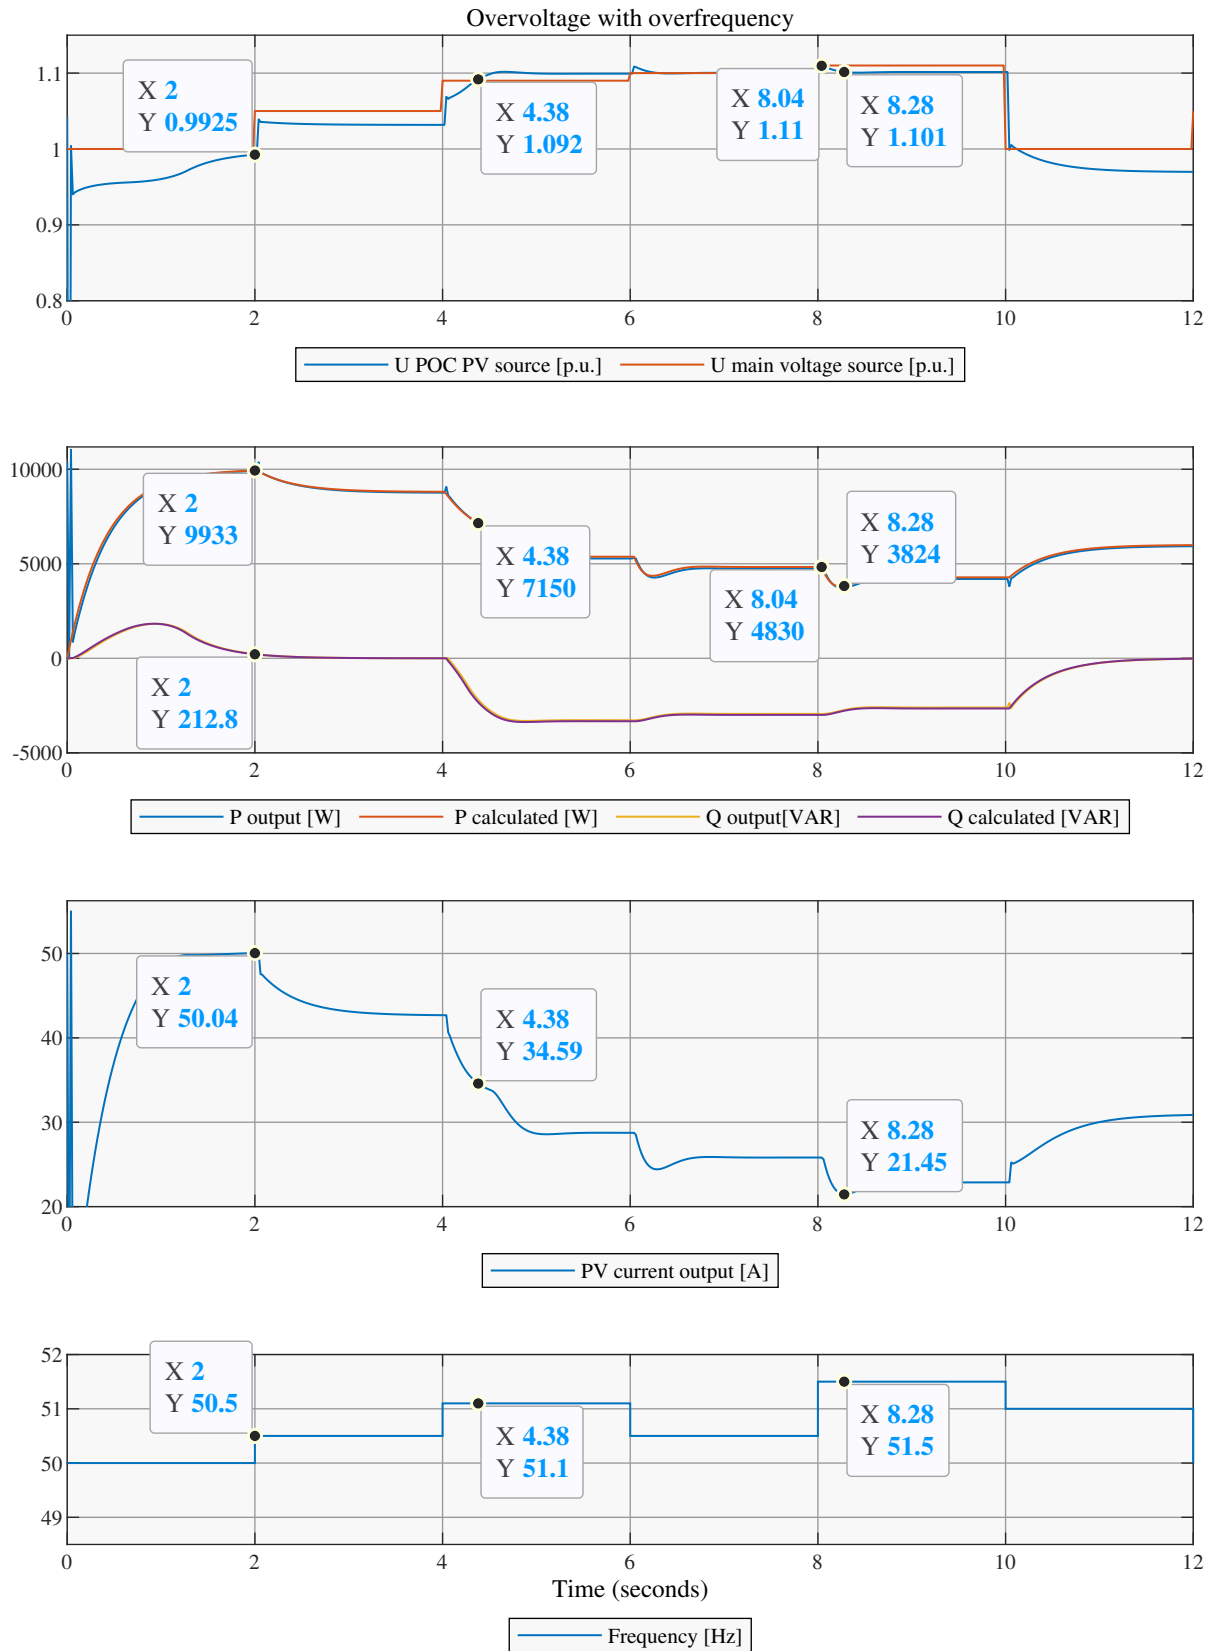 Overvoltage with overfrequency
1.1
1
0.9
0.8
X 2
Y 0.9925
X 4.38
Y 1.092
X 8.04
Y 1.11
X 8.28
Y 1.101
0 2 4 6 8 10 12
U POC PV source [p.u.] U main voltage source [p.u.]
10000
5000
0
-5000
X 2
Y 9933
X 2
Y 212.8
X 4.38
Y 7150
X 8.04
Y 4830
X 8.28
Y 3824
0 2 4 6 8 10 12
P output [W] P calculated [W] Q output[VAR] Q calculated [VAR]
50
40
30
20
X 2
Y 50.04
X 4.38
Y 34.59
X 8.28
Y 21.45
0 2 4 6 8 10 12
PV current output [A]
52
51
50
49
X 2
Y 50.5
X 4.38
Y 51.1
X 8.28
Y 51.5
0 2 4 6 8 10 12
Time (seconds)
Frequency [Hz]